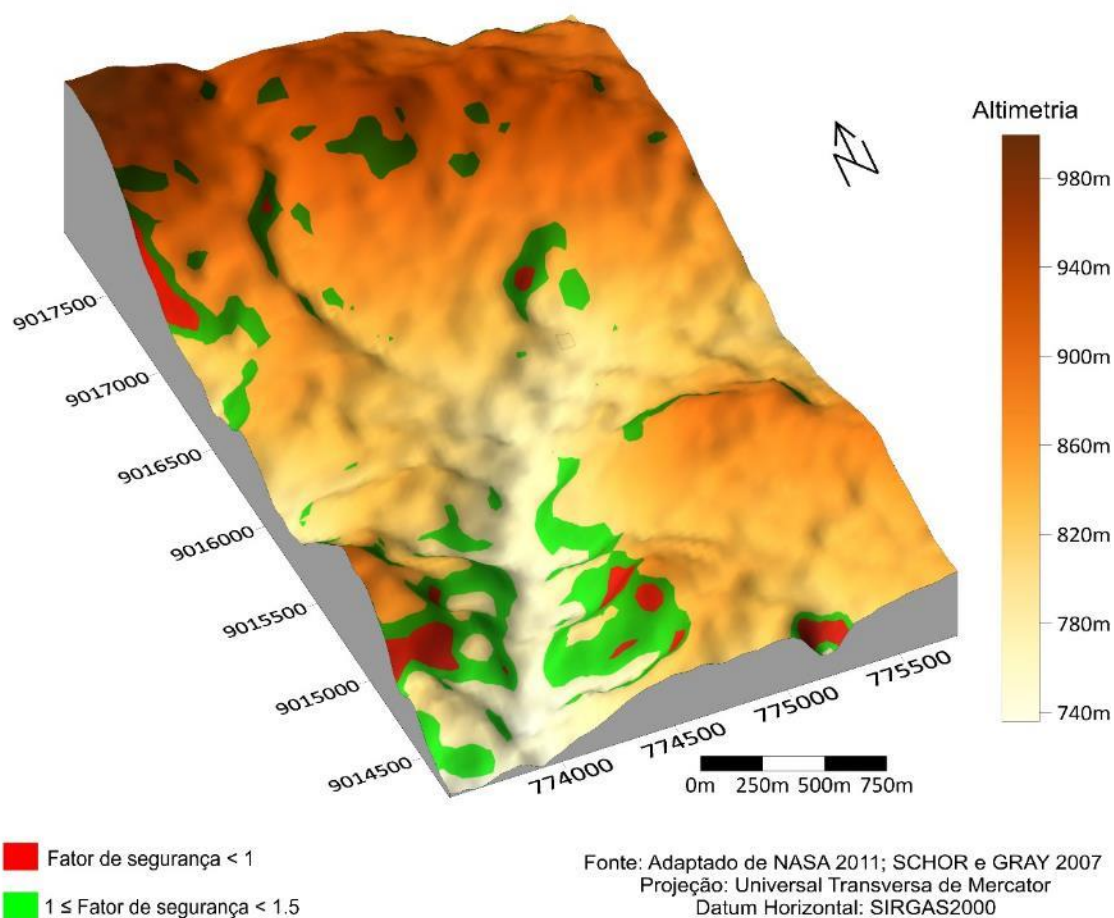 Altimetria
980m
940m
900m
860m
820m
780m
740m
N
9017500
9017000
9016500
9016000
9015500
9015000
9014500
774000
774500
775000
775500
0m 250m 500m 750m
Fator de segurança < 1
1 ≤ Fator de segurança < 1.5
Fonte: Adaptado de NASA 2011; SCHOR e GRAY 2007
Projeção: Universal Transversa de Mercator
Datum Horizontal: SIRGAS2000